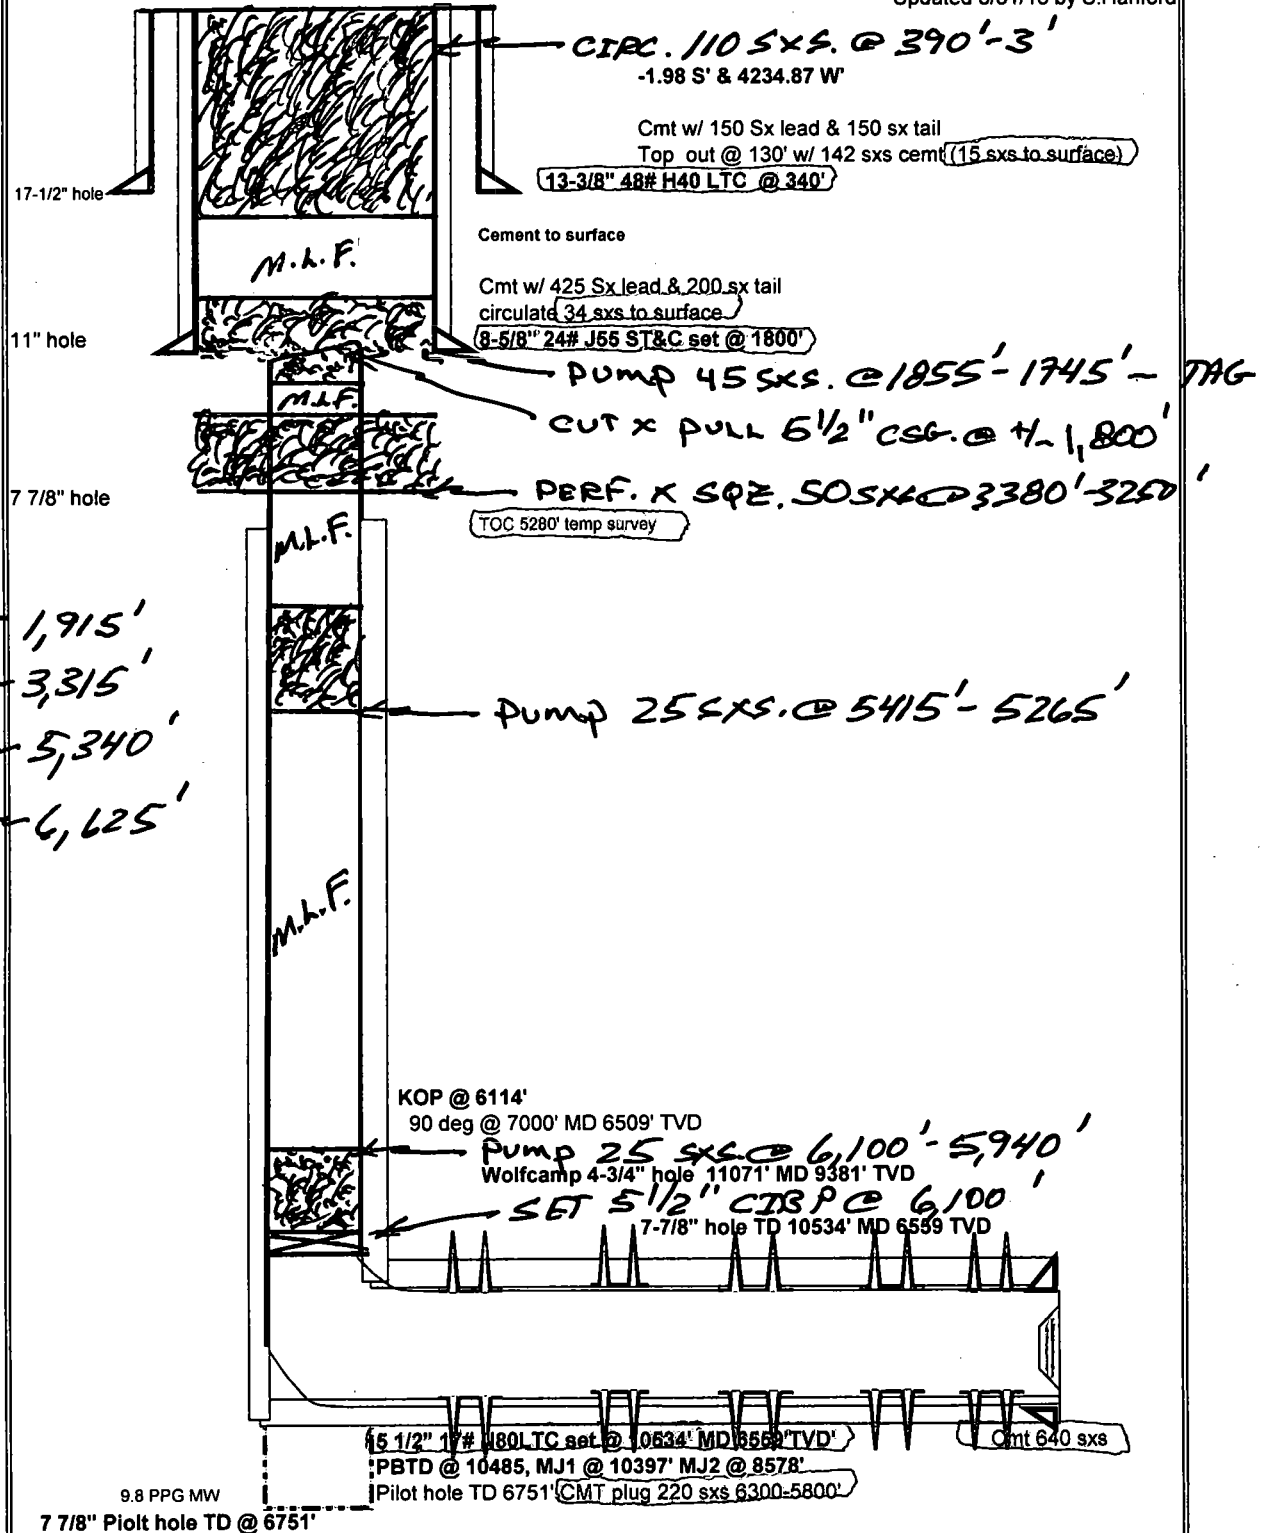 CIRC. 110 SXS. @ 390'-3'
-1.98 S' & 4234.87 W'
Cmt w/ 150 Sx lead & 150 sx tail
Top out @ 130' w/ 142 sxs cemt (15 sxs to surface)
13-3/8" 48# H40 LTC @ 340'
17-1/2" hole
Cement to surface
M.L.F.
Cmt w/ 425 Sx lead & 200 sx tail
circulate 34 sxs to surface
8-5/8" 24# J55 ST&C set @ 1800'
11" hole
PUMP 45 SXS. @ 1855'-1745' - TAG
M.L.F.
CUT X PULL 5 1/2" CSG. @ +/- 1,800'
7 7/8" hole
PERF. X SQZ. 50 SXS @ 3380'-3250'
TOC 5280' temp survey
M.L.F.
1,915'
3,315'
5,340'
6,625'
PUMP 25 SXS. @ 5415'-5265'
M.L.F.
KOP @ 6114'
90 deg @ 7000' MD 6509' TVD
PUMP 25 SXS @ 6,100'-5,940'
Wolfcamp 4-3/4" hole 11071' MD 9381' TVD
SET 5 1/2" CIBP @ 6,100'
7-7/8" hole TD 10534' MD 6559 TVD
5 1/2" 17# N80LTC set @ 10534' MD 6559'TVD'
Cmt 640 sxs
PBTD @ 10485, MJ1 @ 10397' MJ2 @ 8578'
Pilot hole TD 6751' CMT plug 220 sxs 6300-5800'
9.8 PPG MW
7 7/8" Piolt hole TD @ 6751'